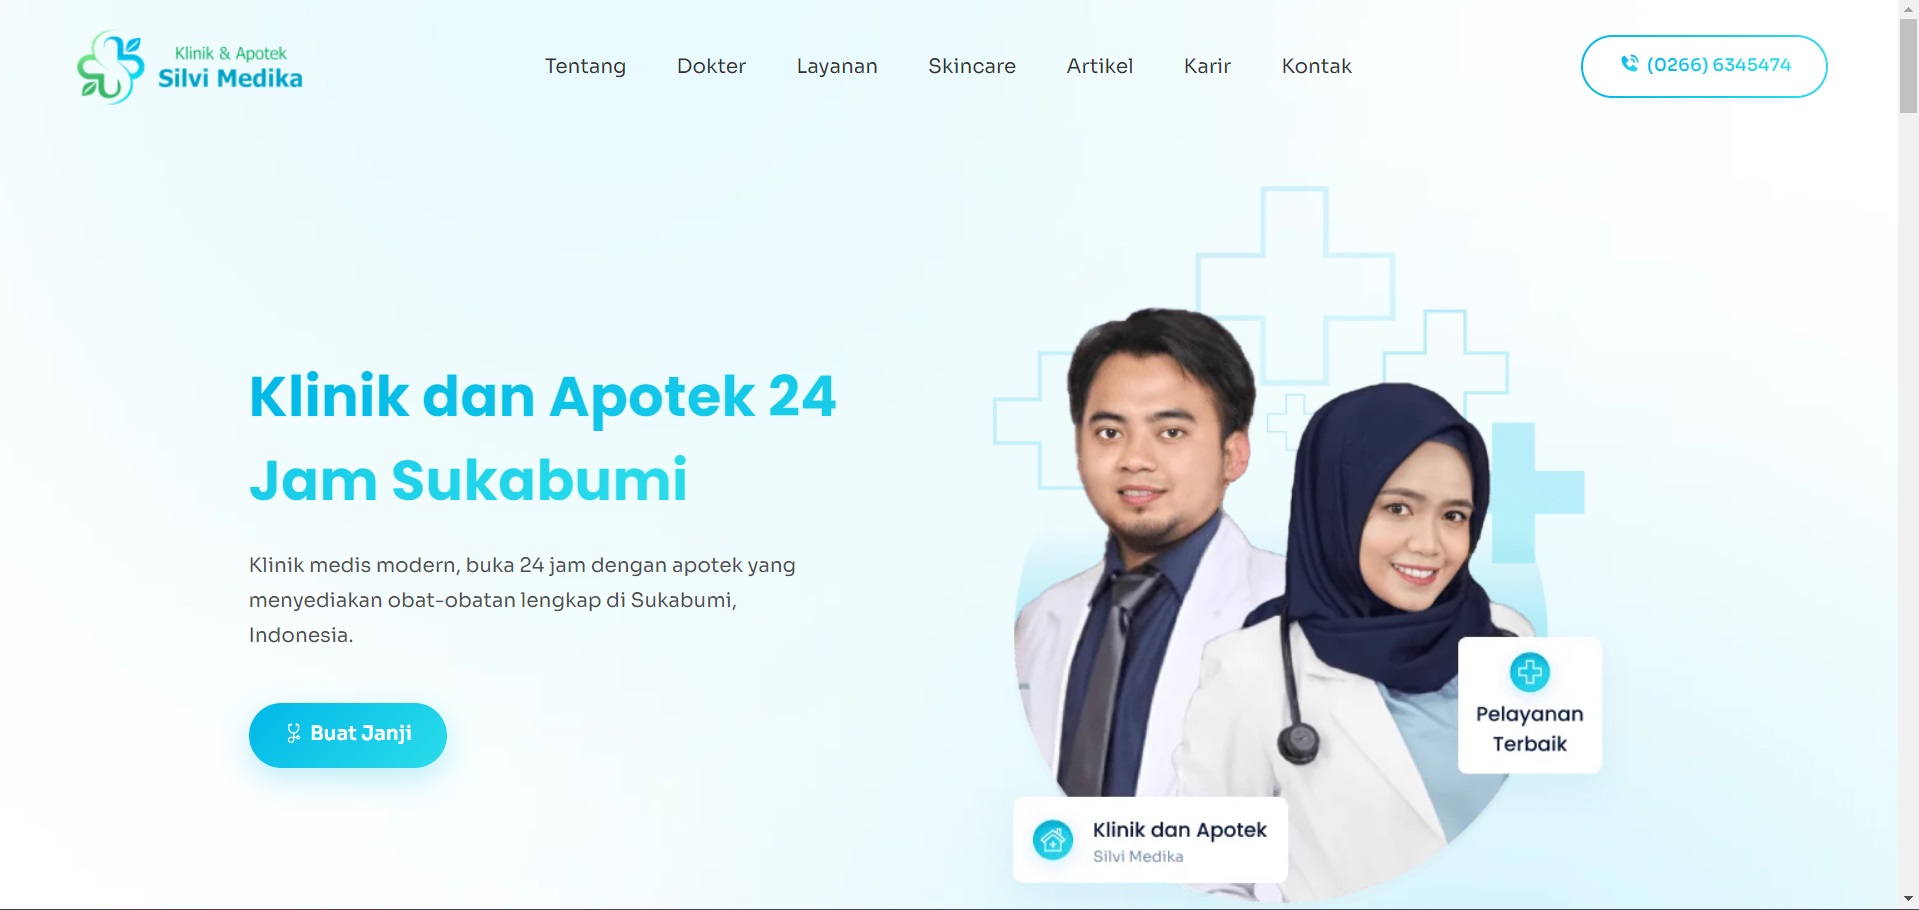 Klinik & Apotek
Silvi Medika
Tentang
Dokter
Layanan
Skincare
Artikel
Karir
Kontak
(0266) 6345474
Klinik dan Apotek 24
Jam Sukabumi
Klinik medis modern, buka 24 jam dengan apotek yang
menyediakan obat-obatan lengkap di Sukabumi,
Indonesia.
Buat Janji
Pelayanan
Terbaik
Klinik dan Apotek
Silvi Medika